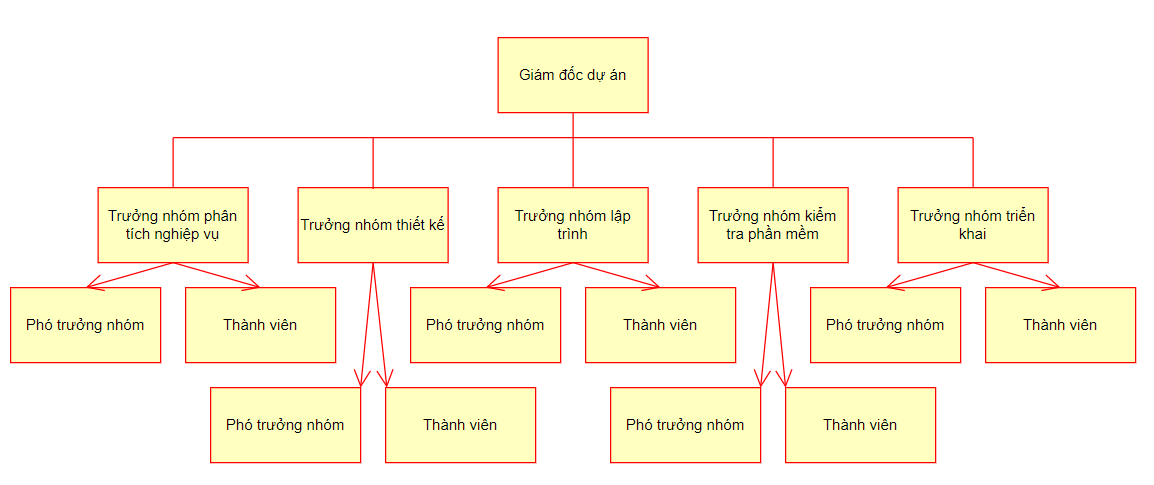 Giám đốc dự án
Trưởng nhóm phân
tích nghiệp vụ
Trưởng nhóm thiết kế
Trưởng nhóm lập
trình
Trưởng nhóm kiểm
tra phần mềm
Trưởng nhóm triển
khai
Phó trưởng nhóm
Thành viên
Phó trưởng nhóm
Thành viên
Phó trưởng nhóm
Thành viên
Phó trưởng nhóm
Thành viên
Phó trưởng nhóm
Thành viên